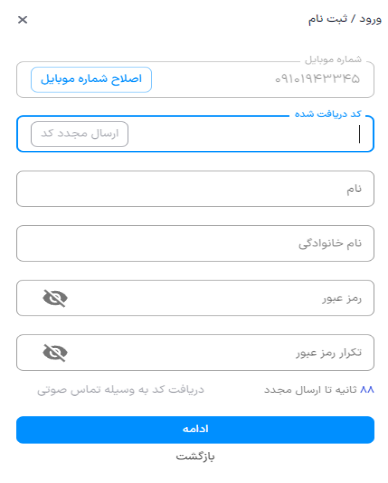 ورود / ثبت نام
شماره موبایل
۰۹۱۰۱۹۴۳۳۴۵ اصلاح شماره موبایل
کد دریافت شده
ارسال مجدد کد
نام
نام خانوادگی
رمز عبور
تکرار رمز عبور
۸۸ ثانیه تا ارسال مجدد دریافت کد به وسیله تماس صوتی
ادامه
بازگشت